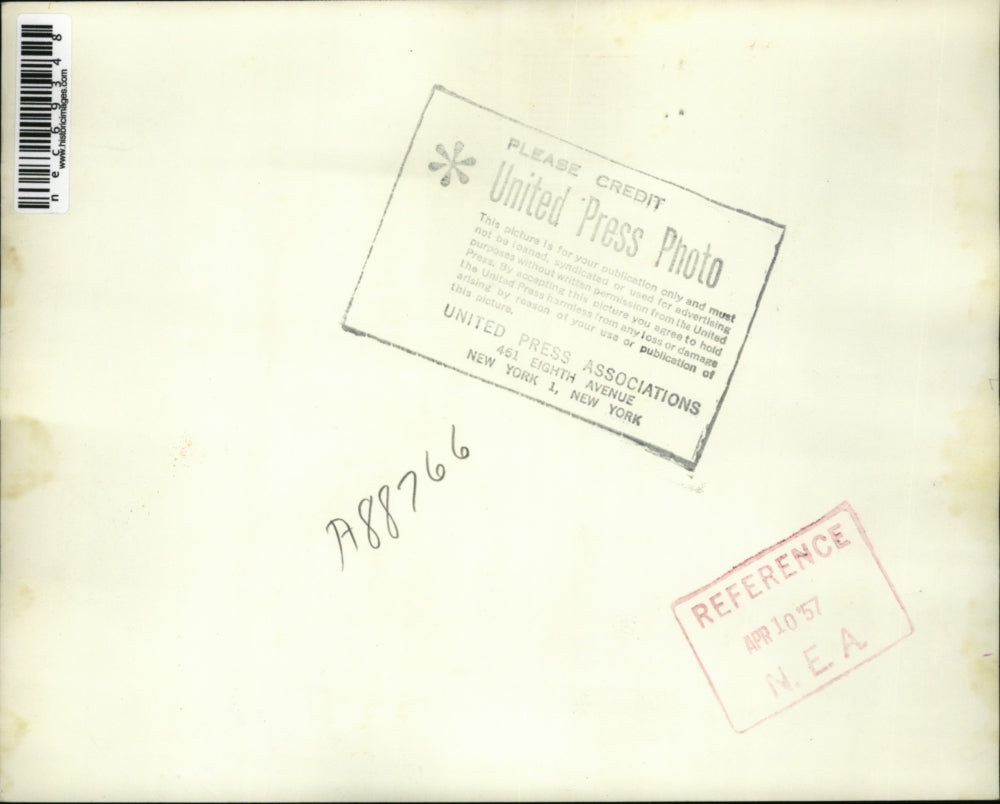 nec69348
www.historicimages.com
PLEASE CREDIT
United Press Photo
This picture is for your publication only and must
not be loaned, syndicated or used for advertising
purposes without written permission from the United
Press. By accepting this picture you agree to hold
the United Press harmless from any loss or damage
arising by reason of your use or publication of
this picture.
UNITED PRESS ASSOCIATIONS
461 EIGHTH AVENUE
NEW YORK 1, NEW YORK
A88766
REFERENCE
APR 10 '57
N. E. A.